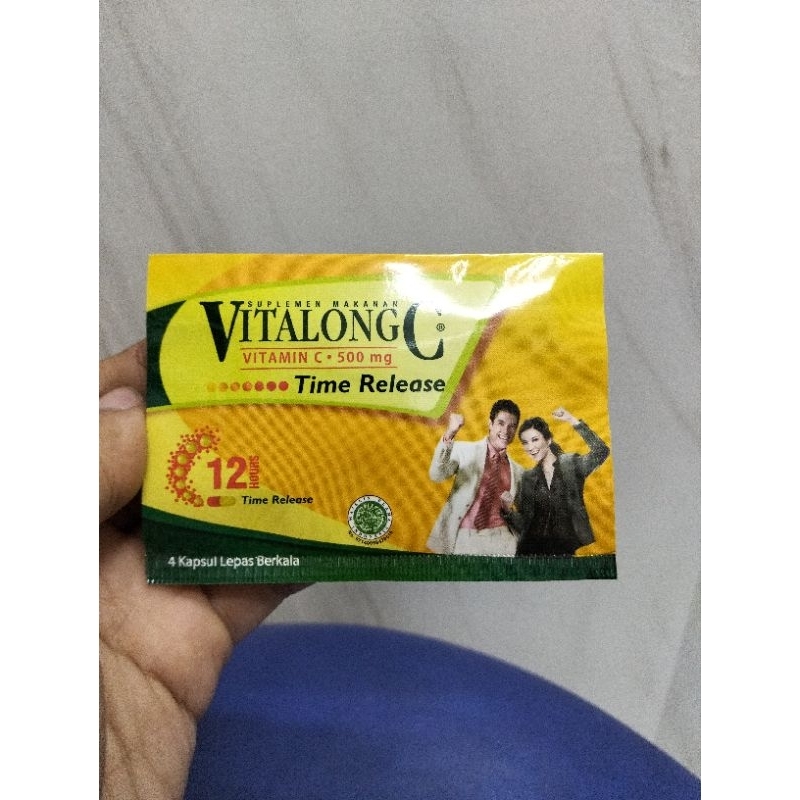 SUPLEMEN MAKANAN
VITALONG C®
VITAMIN C • 500 mg
Time Release
12 HOURS
Time Release
4 Kapsul Lepas Berkala